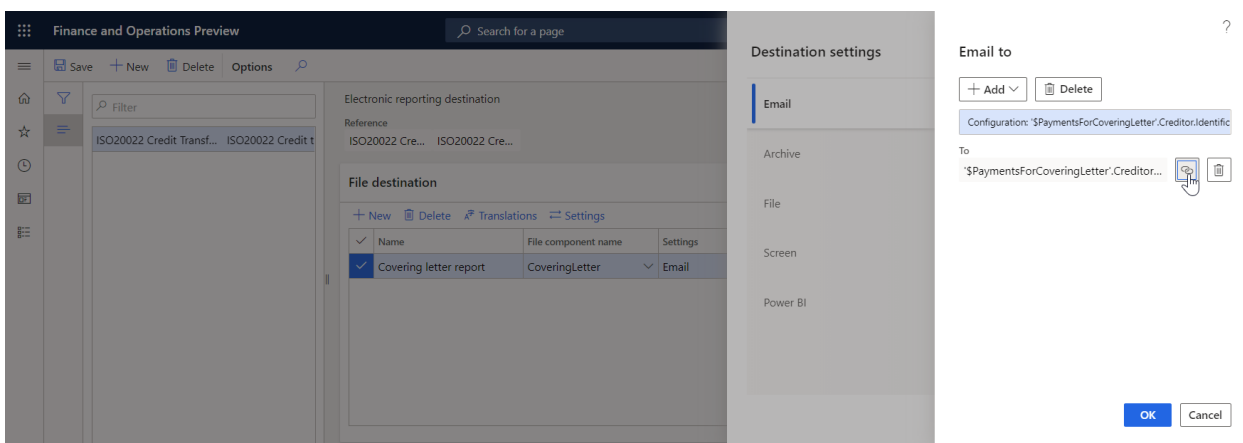 Finance and Operations Preview
Search for a page
Save New Delete Options
Filter
ISO20022 Credit Transf... ISO20022 Credit t
Electronic reporting destination
Reference
ISO20022 Cre... ISO20022 Cre...
File destination
New Delete Translations Settings
Name File component name Settings
Covering letter report CoveringLetter Email
Destination settings
Email
Archive
File
Screen
Power BI
?
Email to
Add Delete
Configuration: '$PaymentsForCoveringLetter'.Creditor.Identific
To
'$PaymentsForCoveringLetter'.Creditor...
OK Cancel